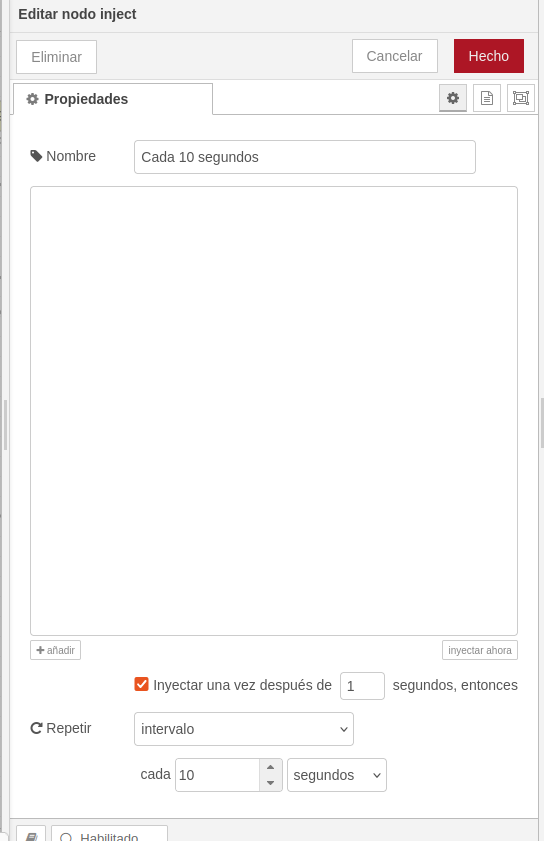 Editar nodo inject
Eliminar
Cancelar
Hecho
Propiedades
Nombre
Cada 10 segundos
añadir
inyectar ahora
Inyectar una vez después de 1 segundos, entonces
Repetir
intervalo
cada 10 segundos
Habilitado